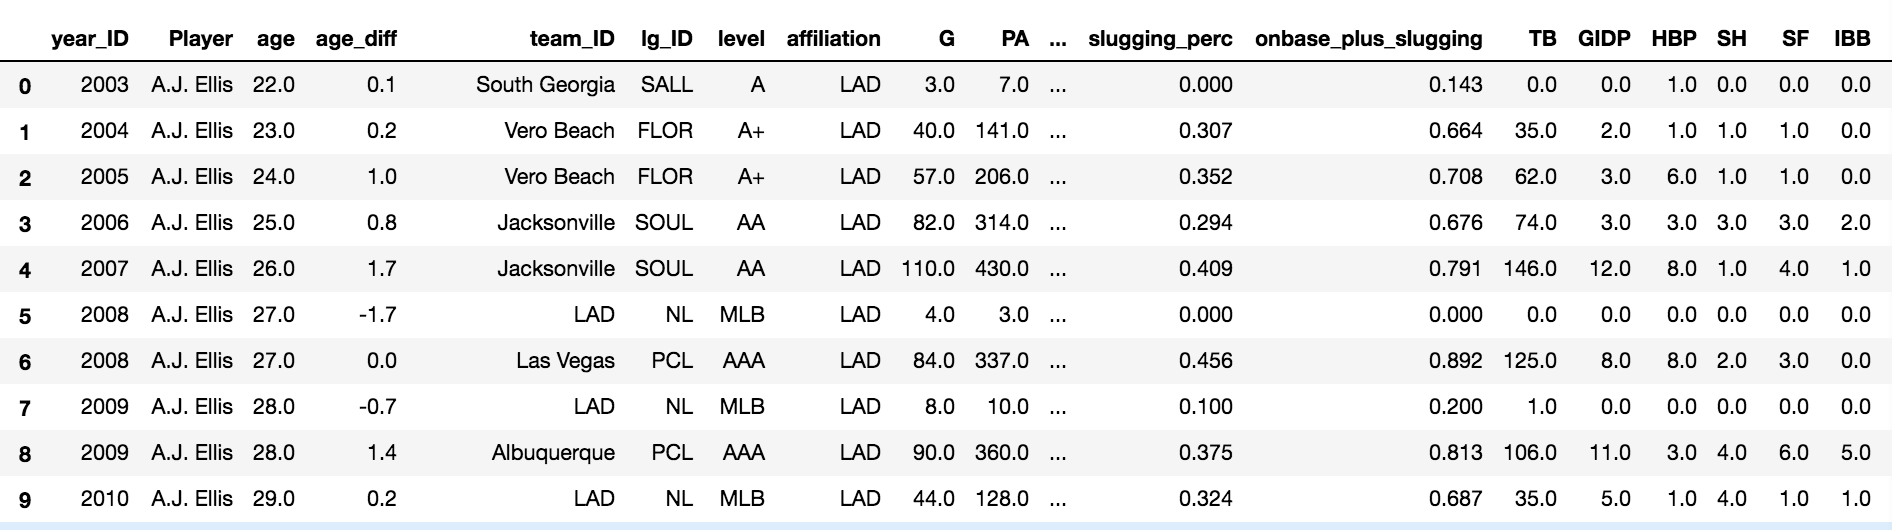 year_ID Player age age_diff team_ID lg_ID level affiliation G PA ... slugging_perc onbase_plus_slugging TB GIDP HBP SH SF IBB
0 2003 A.J. Ellis 22.0 0.1 South Georgia SALL A LAD 3.0 7.0 ... 0.000 0.143 0.0 0.0 1.0 0.0 0.0 0.0
1 2004 A.J. Ellis 23.0 0.2 Vero Beach FLOR A+ LAD 40.0 141.0 ... 0.307 0.664 35.0 2.0 1.0 1.0 1.0 0.0
2 2005 A.J. Ellis 24.0 1.0 Vero Beach FLOR A+ LAD 57.0 206.0 ... 0.352 0.708 62.0 3.0 6.0 1.0 1.0 0.0
3 2006 A.J. Ellis 25.0 0.8 Jacksonville SOUL AA LAD 82.0 314.0 ... 0.294 0.676 74.0 3.0 3.0 3.0 3.0 2.0
4 2007 A.J. Ellis 26.0 1.7 Jacksonville SOUL AA LAD 110.0 430.0 ... 0.409 0.791 146.0 12.0 8.0 1.0 4.0 1.0
5 2008 A.J. Ellis 27.0 -1.7 LAD NL MLB LAD 4.0 3.0 ... 0.000 0.000 0.0 0.0 0.0 0.0 0.0 0.0
6 2008 A.J. Ellis 27.0 0.0 Las Vegas PCL AAA LAD 84.0 337.0 ... 0.456 0.892 125.0 8.0 8.0 2.0 3.0 0.0
7 2009 A.J. Ellis 28.0 -0.7 LAD NL MLB LAD 8.0 10.0 ... 0.100 0.200 1.0 0.0 0.0 0.0 0.0 0.0
8 2009 A.J. Ellis 28.0 1.4 Albuquerque PCL AAA LAD 90.0 360.0 ... 0.375 0.813 106.0 11.0 3.0 4.0 6.0 5.0
9 2010 A.J. Ellis 29.0 0.2 LAD NL MLB LAD 44.0 128.0 ... 0.324 0.687 35.0 5.0 1.0 4.0 1.0 1.0